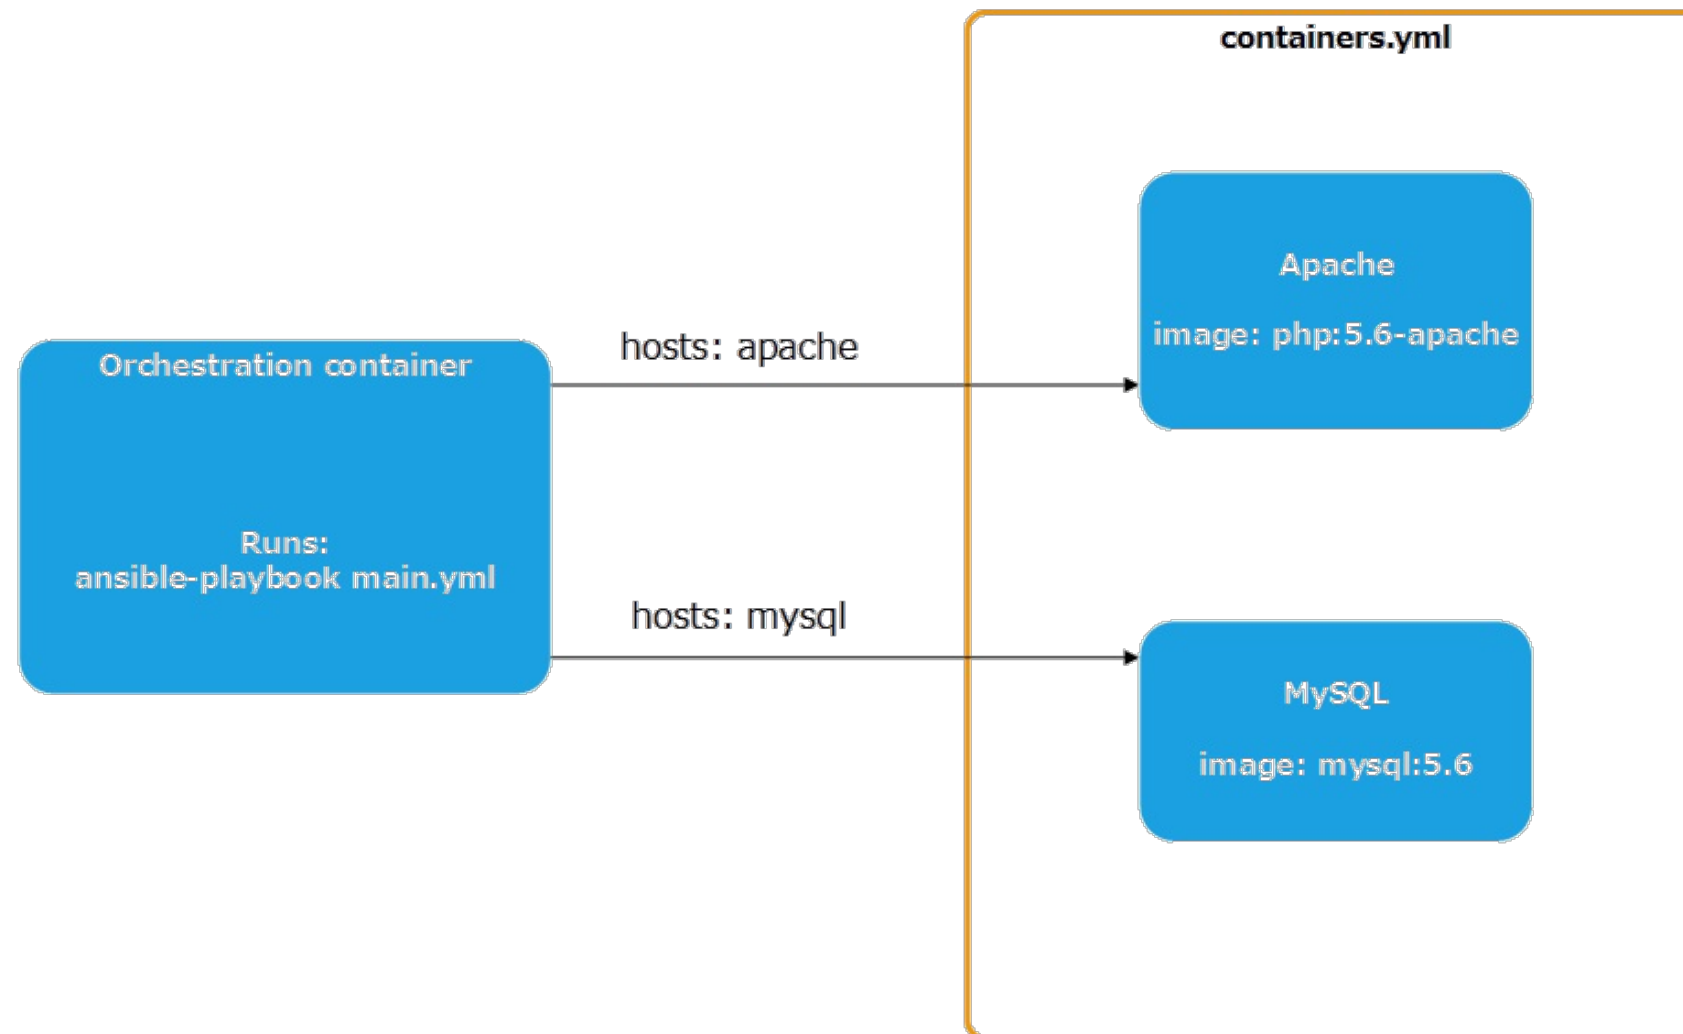 containers.yml
Apache
image: php:5.6-apache
hosts: apache
Orchestration container
Runs:
ansible-playbook main.yml
hosts: mysql
MySQL
image: mysql:5.6